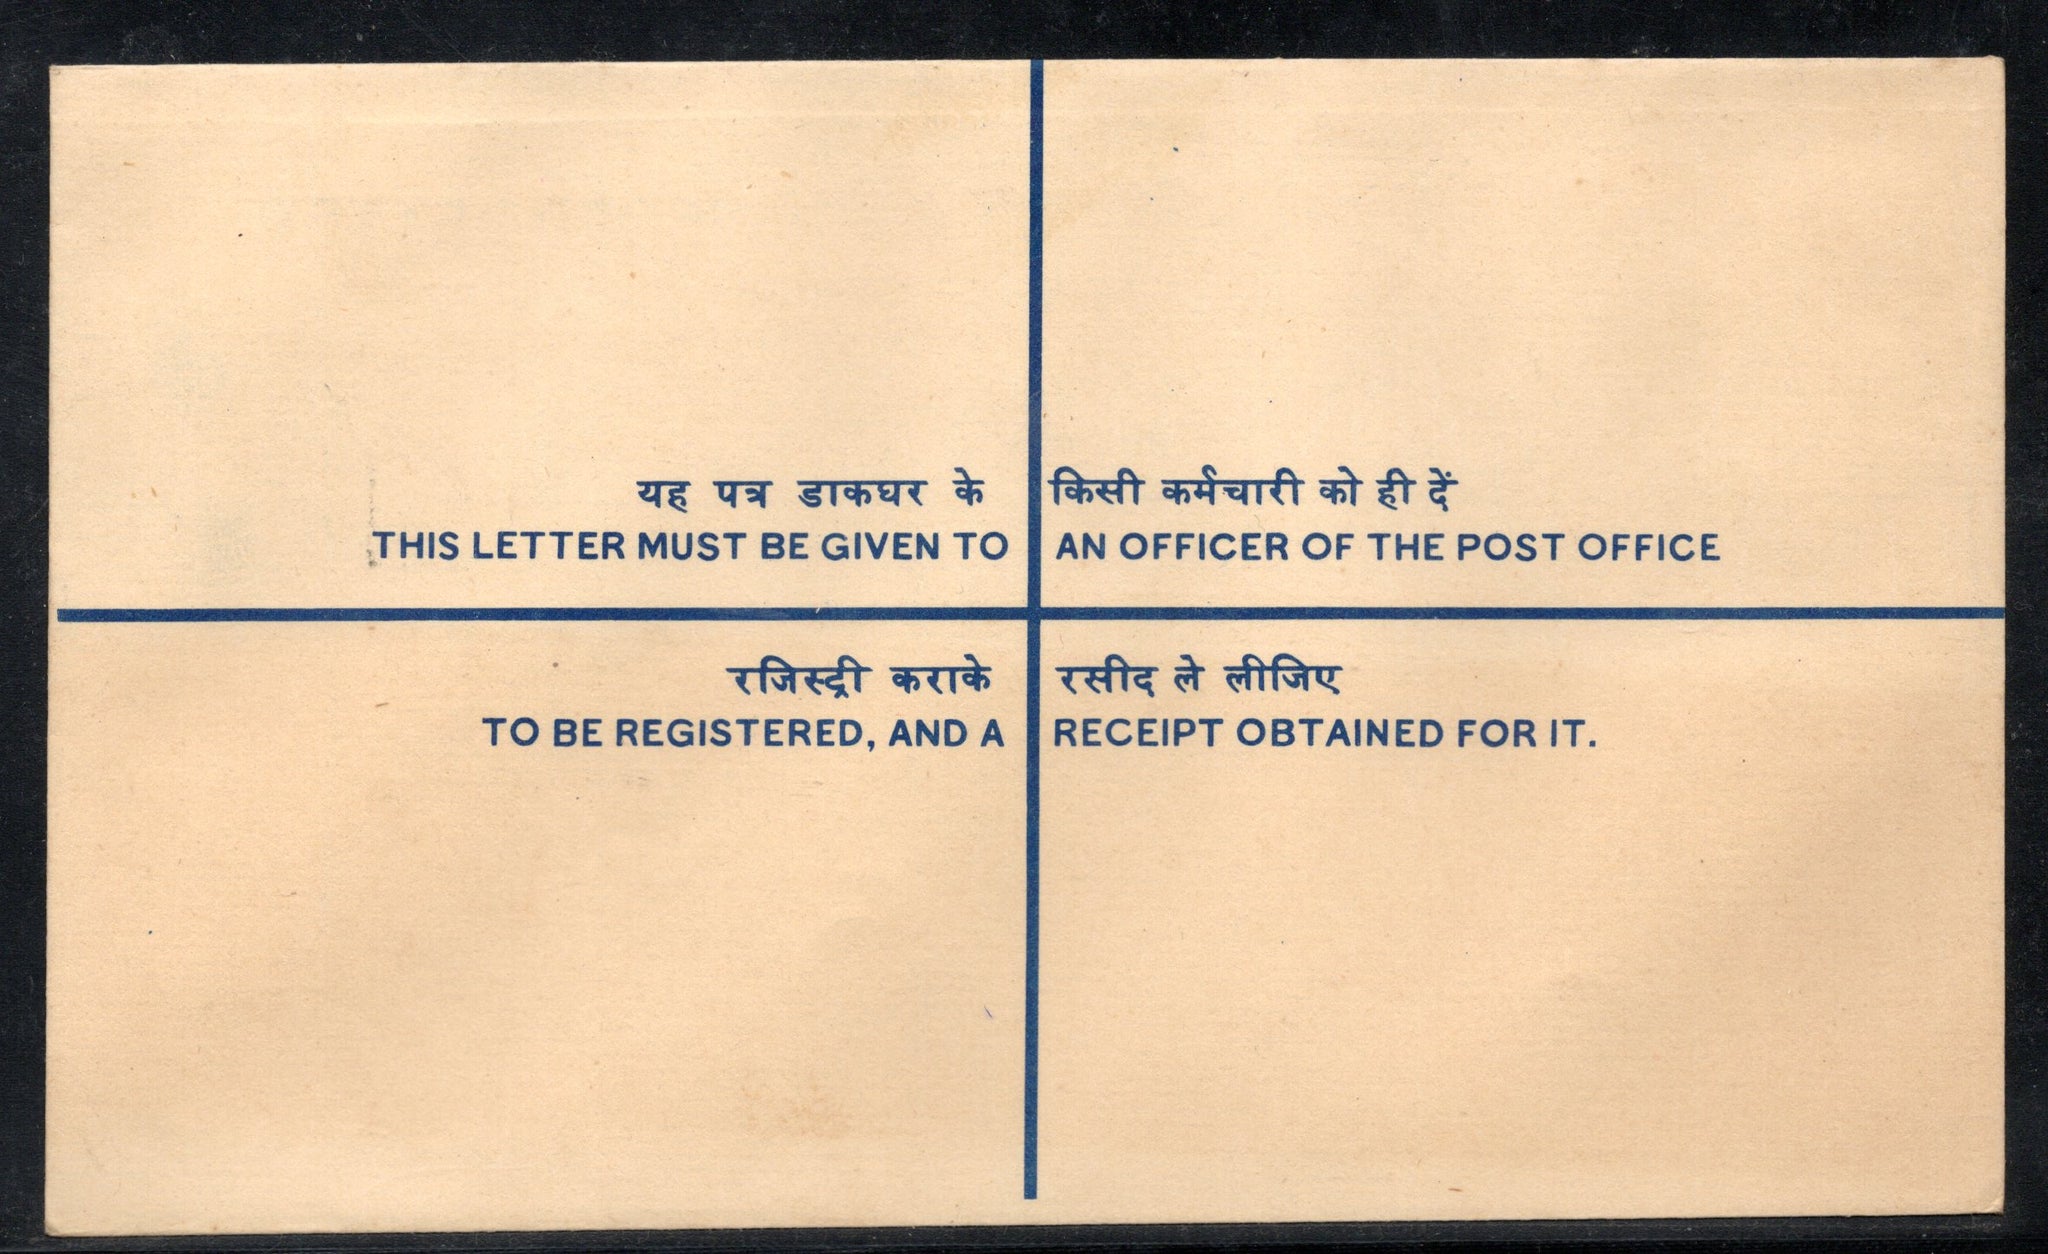 यह पत्र डाकघर के किसी कर्मचारी को ही दें
THIS LETTER MUST BE GIVEN TO AN OFFICER OF THE POST OFFICE
रजिस्ट्री कराके रसीद ले लीजिए
TO BE REGISTERED, AND A RECEIPT OBTAINED FOR IT.